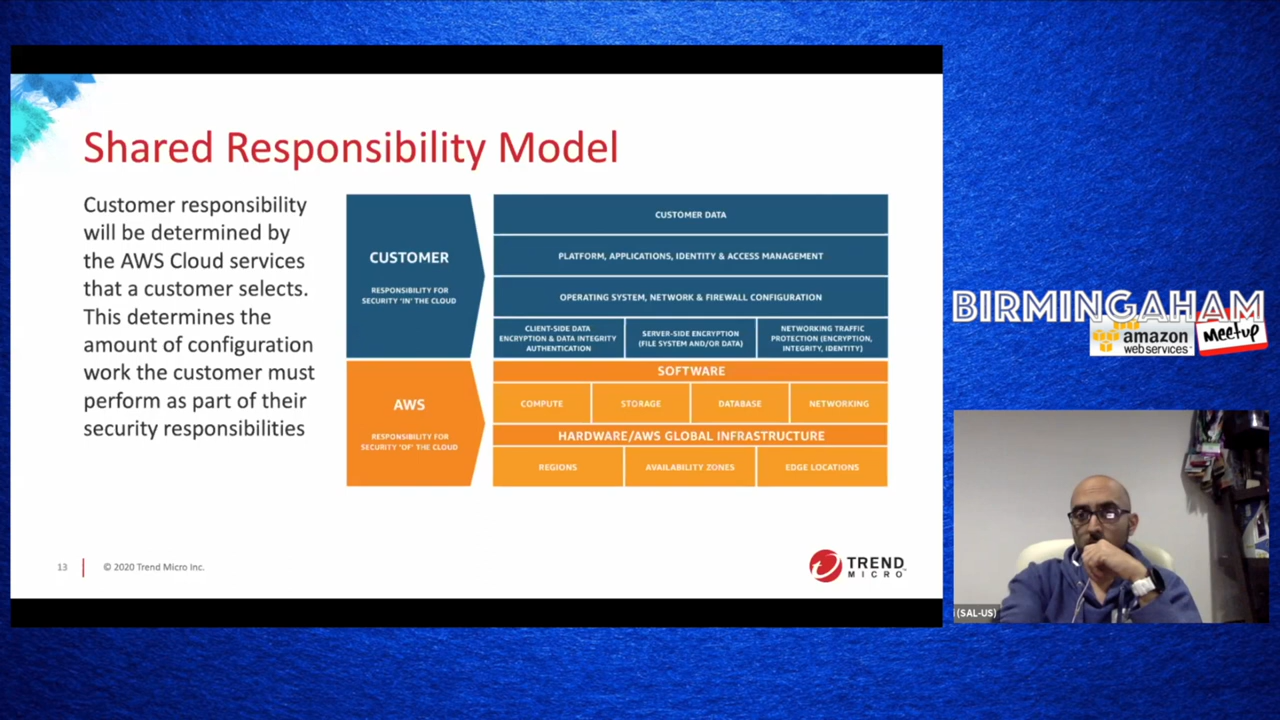 Shared Responsibility Model
Customer responsibility
will be determined by
the AWS Cloud services
that a customer selects.
This determines the
amount of configuration
work the customer must
perform as part of their
security responsibilities
CUSTOMER
RESPONSIBILITY FOR
SECURITY 'IN' THE CLOUD
CUSTOMER DATA
PLATFORM, APPLICATIONS, IDENTITY & ACCESS MANAGEMENT
OPERATING SYSTEM, NETWORK & FIREWALL CONFIGURATION
CLIENT-SIDE DATA
ENCRYPTION & DATA INTEGRITY
AUTHENTICATION
SERVER-SIDE ENCRYPTION
(FILE SYSTEM AND/OR DATA)
NETWORKING TRAFFIC
PROTECTION (ENCRYPTION,
INTEGRITY, IDENTITY)
AWS
RESPONSIBILITY FOR
SECURITY 'OF' THE CLOUD
SOFTWARE
COMPUTE
STORAGE
DATABASE
NETWORKING
HARDWARE/AWS GLOBAL INFRASTRUCTURE
REGIONS
AVAILABILITY ZONES
EDGE LOCATIONS
13
© 2020 Trend Micro Inc.
TREND
MICRO
BIRMINGAHAM
amazon
web services
Meetup
(SAL-US)